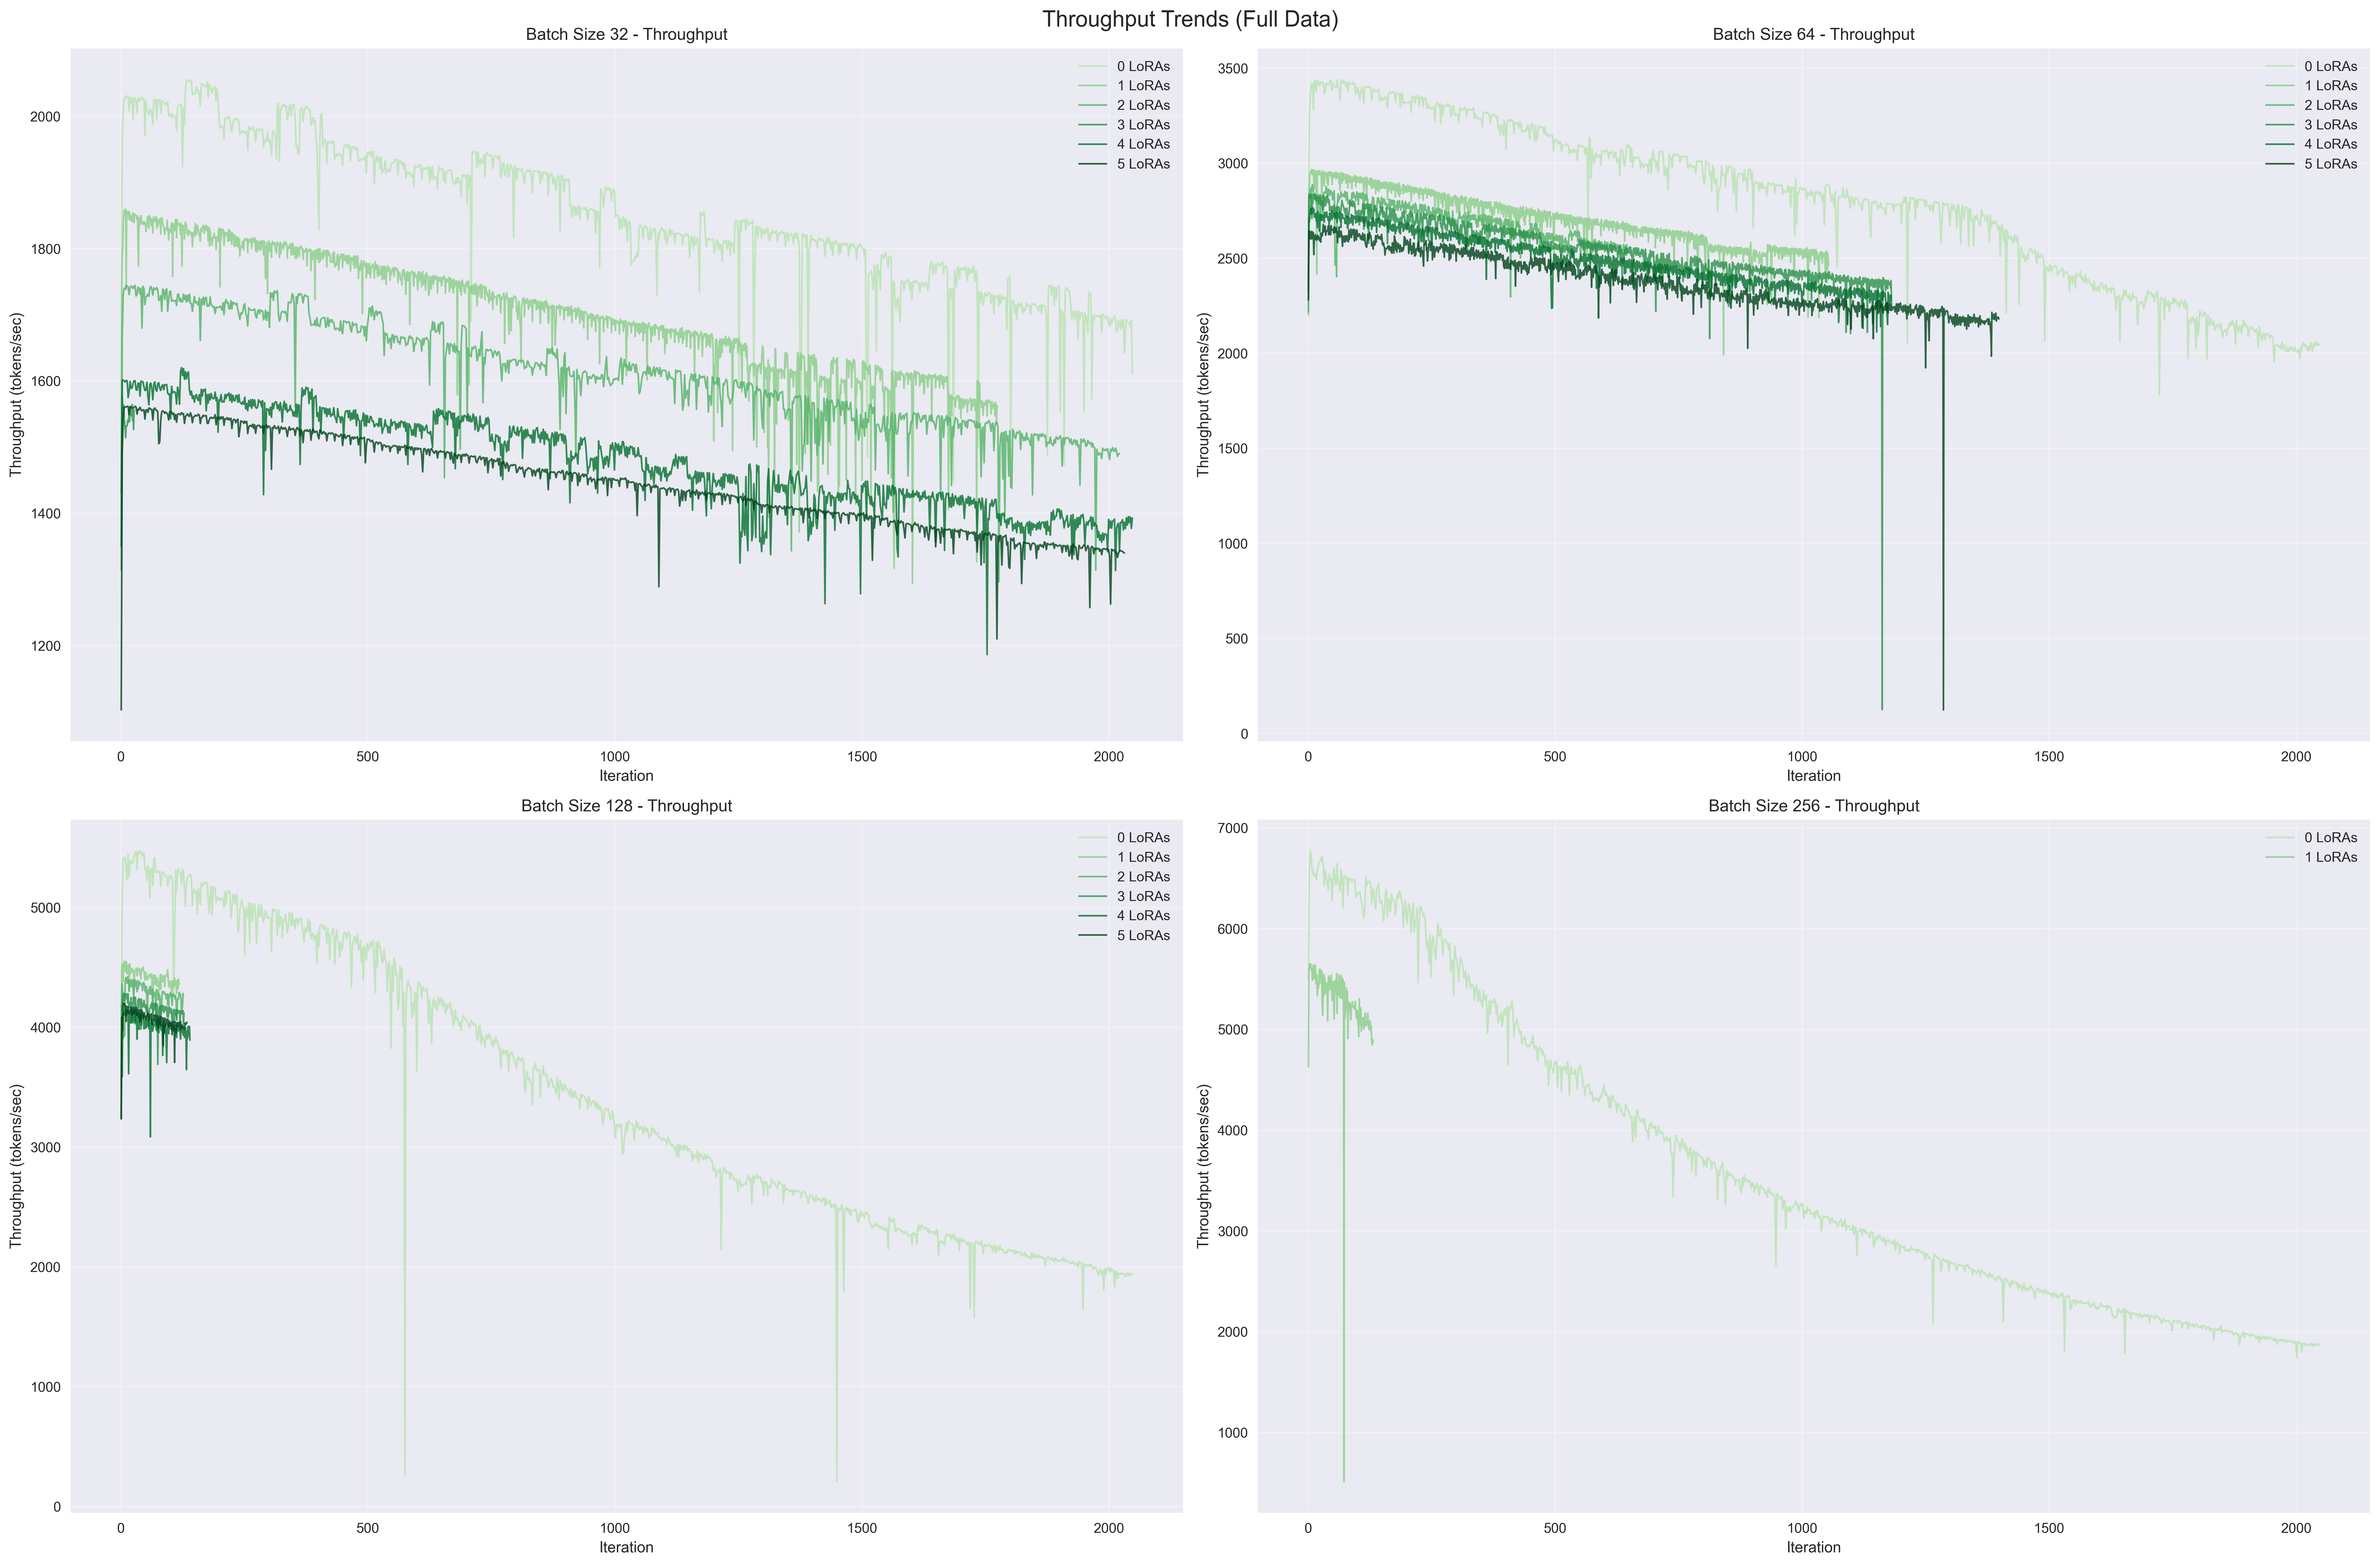 Throughput Trends (Full Data)
Batch Size 32 - Throughput
Throughput (tokens/sec)
2000
1800
1600
1400
1200
0 LoRAs
1 LoRAs
2 LoRAs
3 LoRAs
4 LoRAs
5 LoRAs
0
500
1000
1500
2000
Iteration
Batch Size 64 - Throughput
Throughput (tokens/sec)
3500
3000
2500
2000
1500
1000
500
0
0 LoRAs
1 LoRAs
2 LoRAs
3 LoRAs
4 LoRAs
5 LoRAs
0
500
1000
1500
2000
Iteration
Batch Size 128 - Throughput
Throughput (tokens/sec)
5000
4000
3000
2000
1000
0
0 LoRAs
1 LoRAs
2 LoRAs
3 LoRAs
4 LoRAs
5 LoRAs
0
500
1000
1500
2000
Iteration
Batch Size 256 - Throughput
Throughput (tokens/sec)
7000
6000
5000
4000
3000
2000
1000
0 LoRAs
1 LoRAs
0
500
1000
1500
2000
Iteration